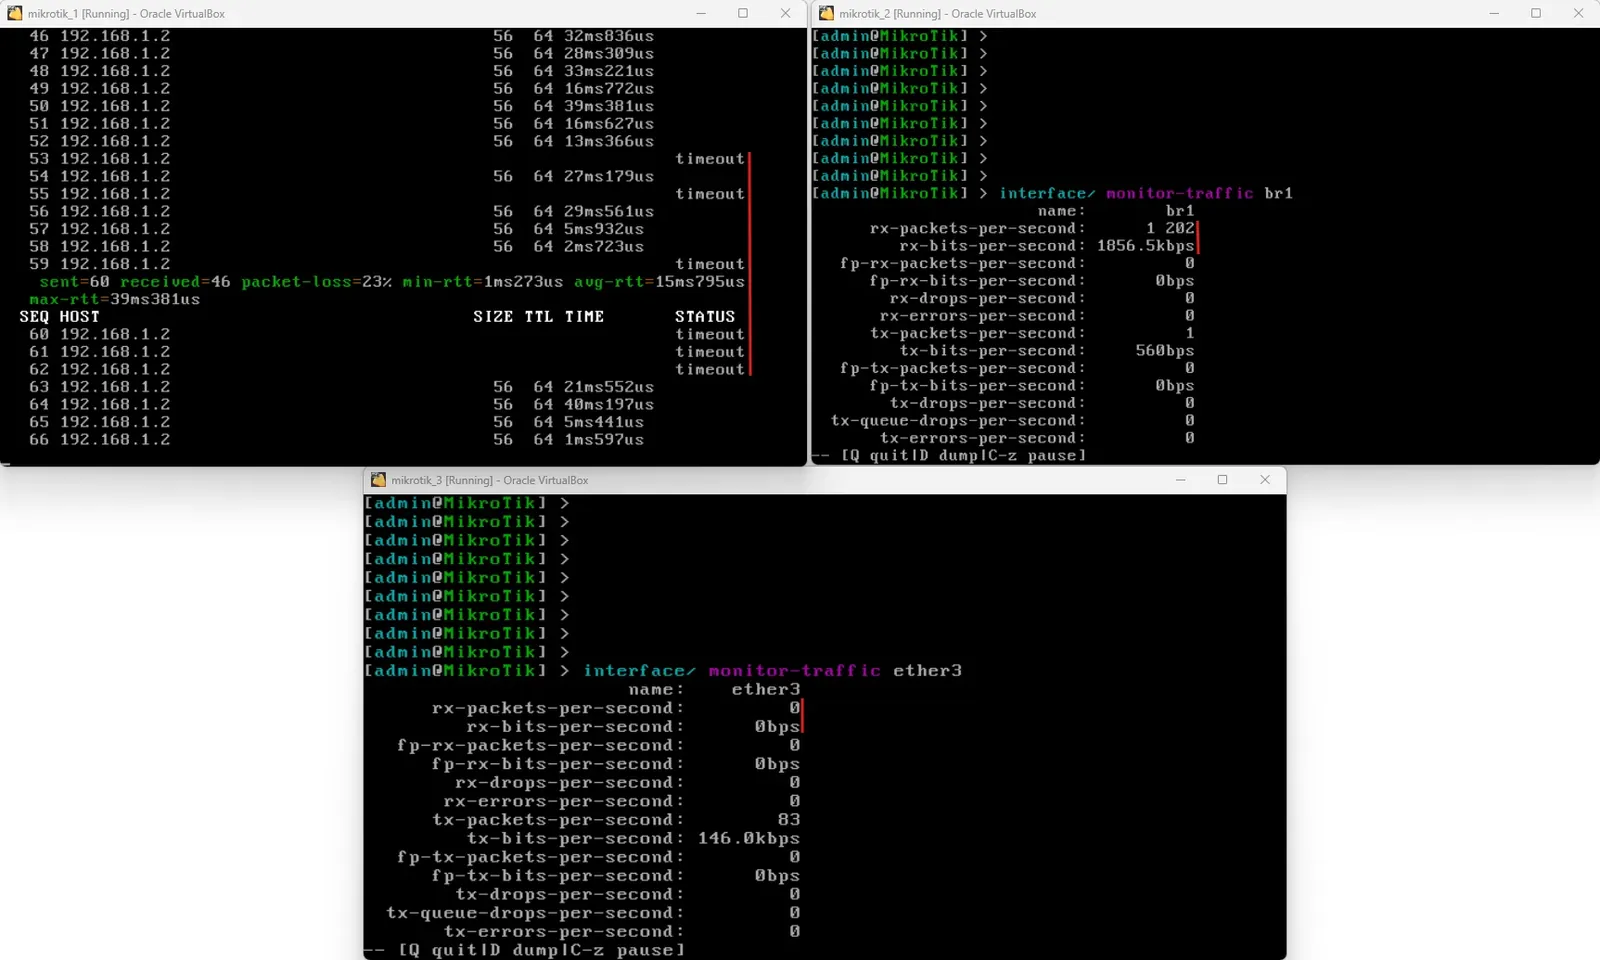 mikrotik_1 [Running] - Oracle VirtualBox
46 192.168.1.2 56 64 32ms836us
47 192.168.1.2 56 64 28ms309us
48 192.168.1.2 56 64 33ms221us
49 192.168.1.2 56 64 16ms772us
50 192.168.1.2 56 64 39ms381us
51 192.168.1.2 56 64 16ms627us
52 192.168.1.2 56 64 13ms366us
53 192.168.1.2 timeout
54 192.168.1.2 56 64 27ms179us
55 192.168.1.2 timeout
56 192.168.1.2 56 64 29ms561us
57 192.168.1.2 56 64 5ms932us
58 192.168.1.2 56 64 2ms723us
59 192.168.1.2 timeout
sent=60 received=46 packet-loss=23% min-rtt=1ms273us avg-rtt=15ms795us
max-rtt=39ms381us
SEQ HOST SIZE TTL TIME STATUS
60 192.168.1.2 timeout
61 192.168.1.2 timeout
62 192.168.1.2 timeout
63 192.168.1.2 56 64 21ms552us
64 192.168.1.2 56 64 40ms197us
65 192.168.1.2 56 64 5ms441us
66 192.168.1.2 56 64 1ms597us
mikrotik_2 [Running] - Oracle VirtualBox
[admin@MikroTik] >
[admin@MikroTik] >
[admin@MikroTik] >
[admin@MikroTik] >
[admin@MikroTik] >
[admin@MikroTik] >
[admin@MikroTik] >
[admin@MikroTik] >
[admin@MikroTik] >
[admin@MikroTik] > interface/ monitor-traffic br1
name: br1
rx-packets-per-second: 1 202
rx-bits-per-second: 1856.5kbps
fp-rx-packets-per-second: 0
fp-rx-bits-per-second: 0bps
rx-drops-per-second: 0
rx-errors-per-second: 0
tx-packets-per-second: 1
tx-bits-per-second: 560bps
fp-tx-packets-per-second: 0
fp-tx-bits-per-second: 0bps
tx-drops-per-second: 0
tx-queue-drops-per-second: 0
tx-errors-per-second: 0
-- [Q quit|D dump|C-z pause]
mikrotik_3 [Running] - Oracle VirtualBox
[admin@MikroTik] >
[admin@MikroTik] >
[admin@MikroTik] >
[admin@MikroTik] >
[admin@MikroTik] >
[admin@MikroTik] >
[admin@MikroTik] >
[admin@MikroTik] >
[admin@MikroTik] >
[admin@MikroTik] > interface/ monitor-traffic ether3
name: ether3
rx-packets-per-second: 0
rx-bits-per-second: 0bps
fp-rx-packets-per-second: 0
fp-rx-bits-per-second: 0bps
rx-drops-per-second: 0
rx-errors-per-second: 0
tx-packets-per-second: 83
tx-bits-per-second: 146.0kbps
fp-tx-packets-per-second: 0
fp-tx-bits-per-second: 0bps
tx-drops-per-second: 0
tx-queue-drops-per-second: 0
tx-errors-per-second: 0
-- [Q quit|D dump|C-z pause]